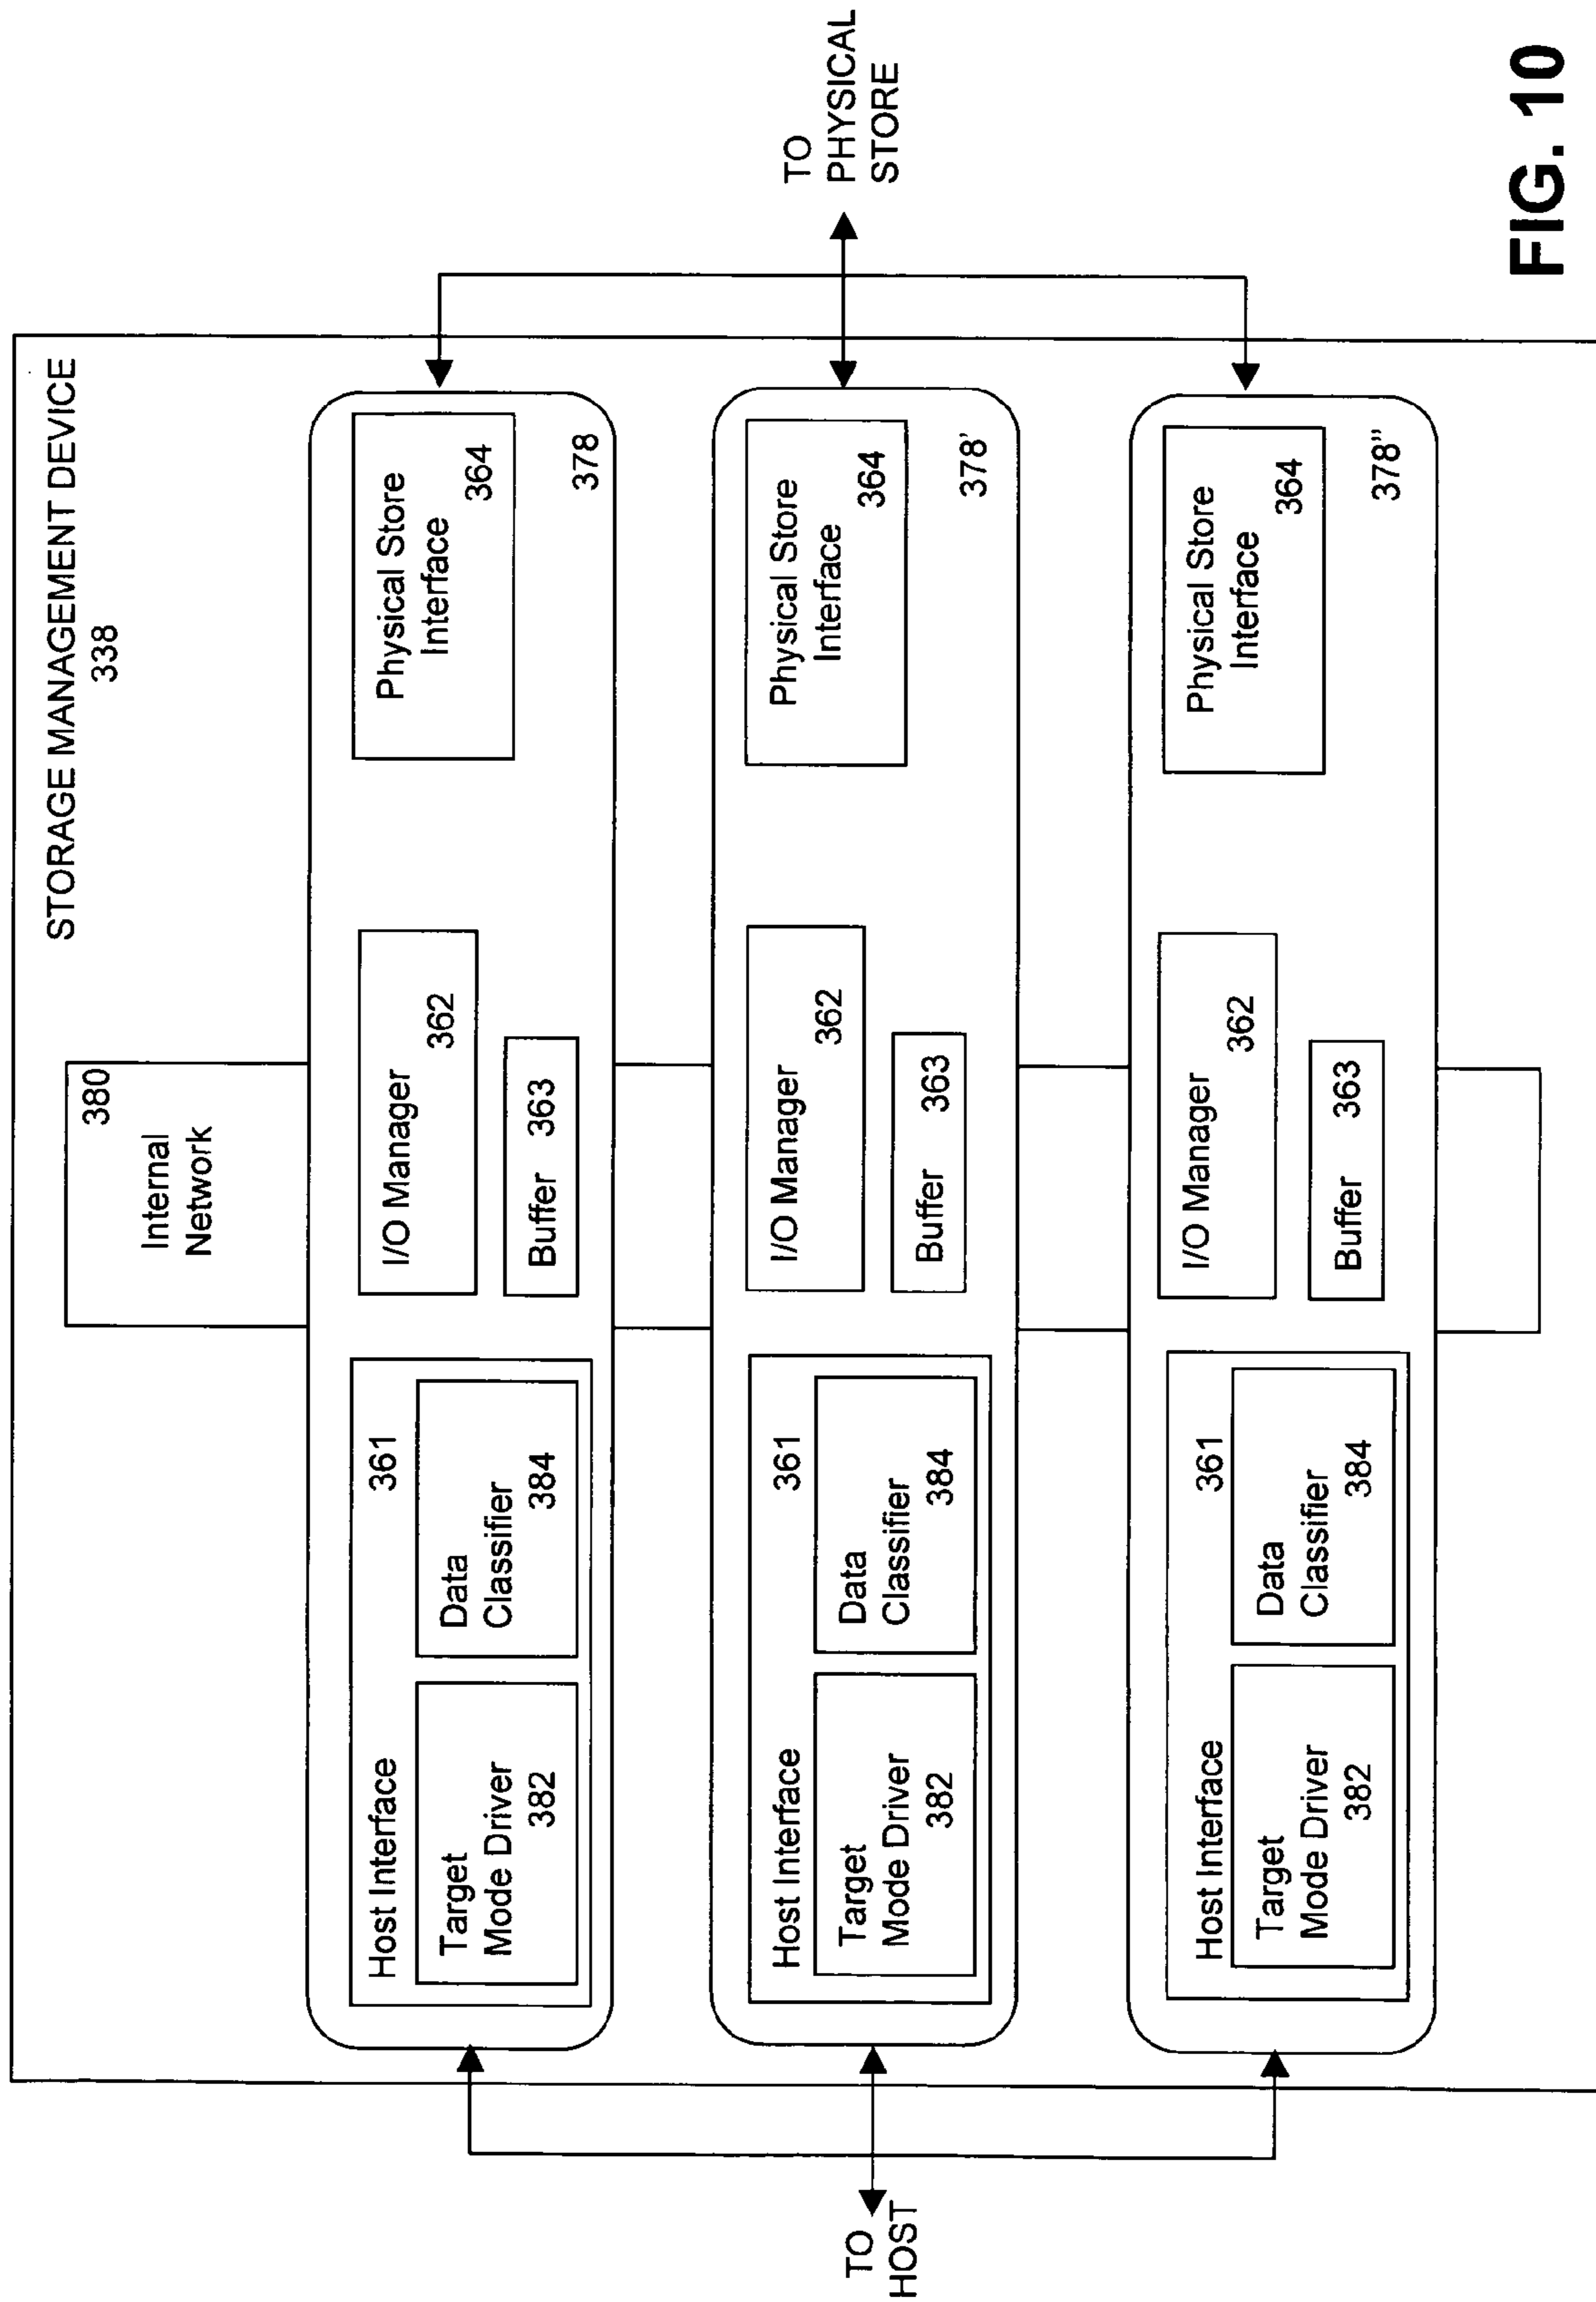 STORAGE MANAGEMENT DEVICE
338
380
Internal
Network
Host Interface
361
Target
Mode Driver
382
Data
Classifier
384
I/O Manager
362
Buffer 363
Physical Store
Interface
364
378
TO
HOST
Host Interface
361
Target
Mode Driver
382
Data
Classifier
384
I/O Manager
362
Buffer 363
Physical Store
Interface
364
378'
TO
PHYSICAL
STORE
Host Interface
361
Target
Mode Driver
382
Data
Classifier
384
I/O Manager
362
Buffer 363
Physical Store
Interface
364
378"
FIG. 10